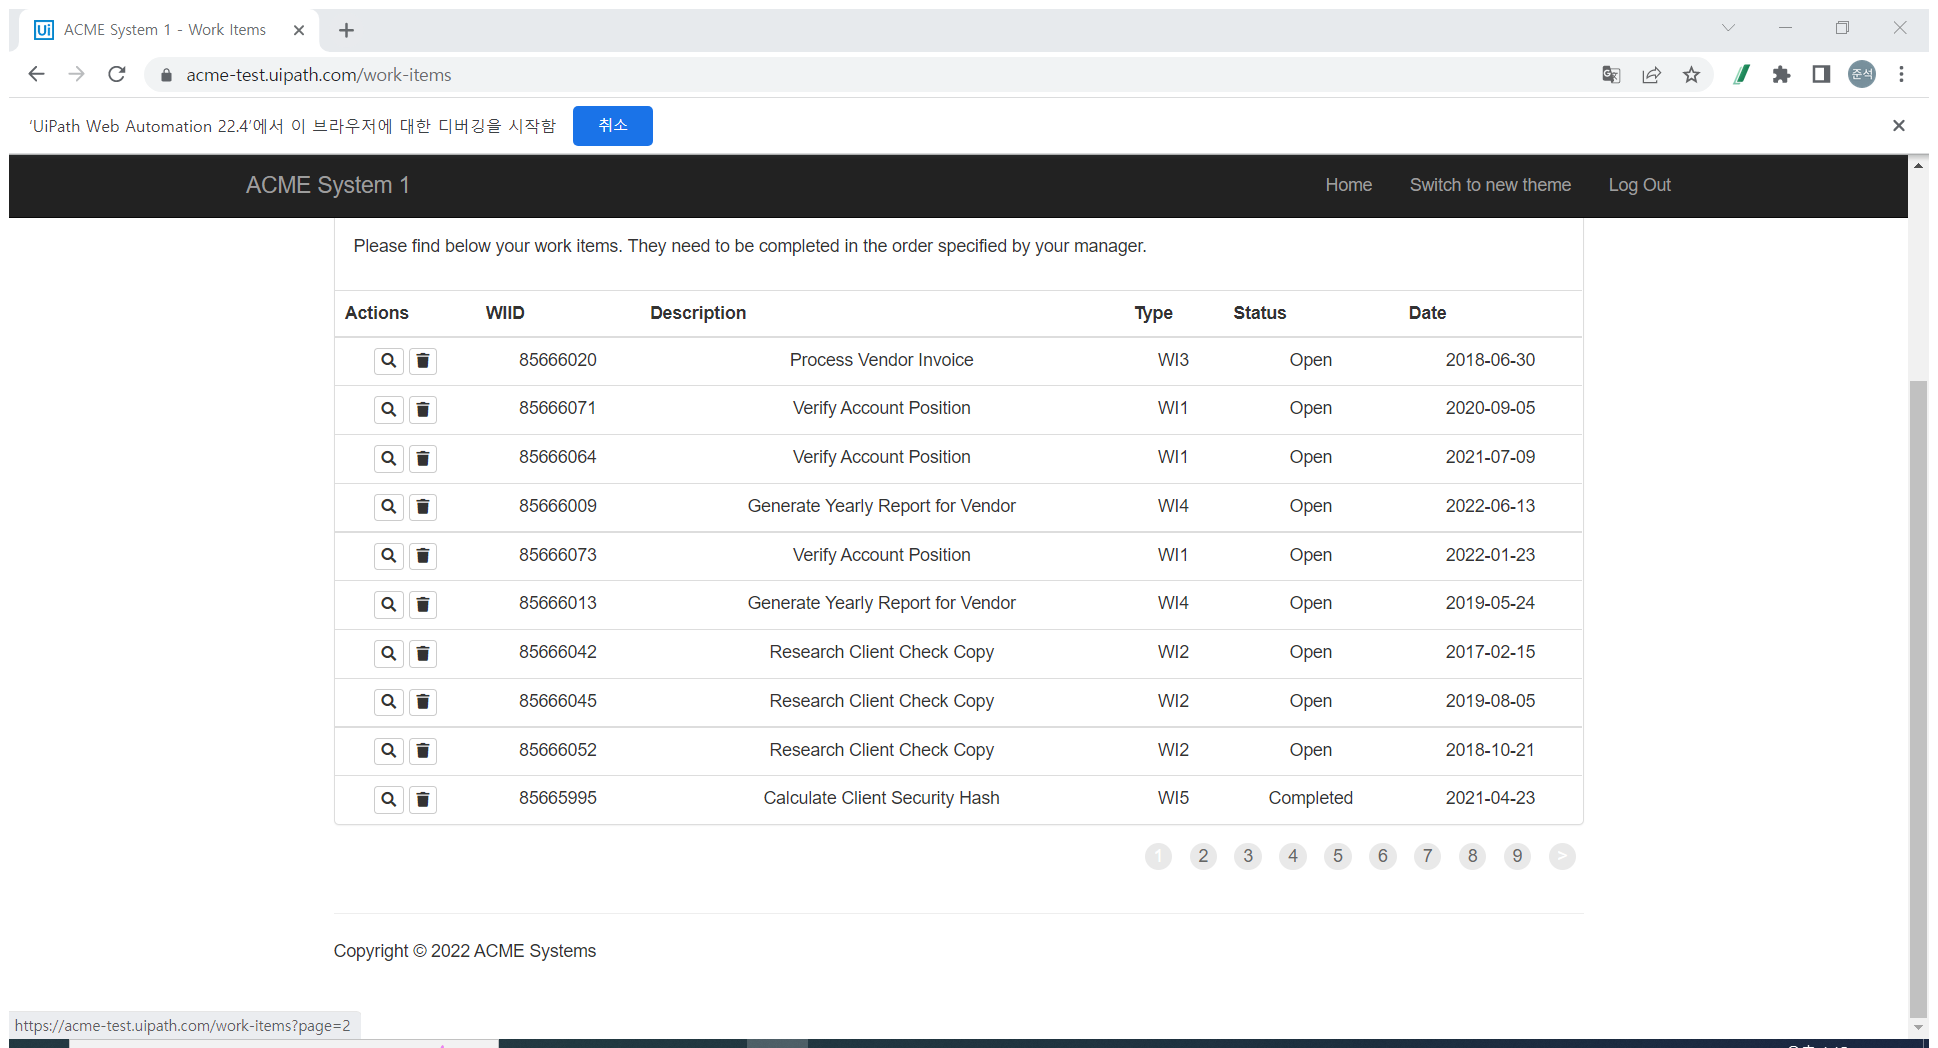 ACME System 1 - Work Items
acme-test.uipath.com/work-items
준석
'UiPath Web Automation 22.4'에서 이 브라우저에 대한 디버깅을 시작함 취소
ACME System 1 Home Switch to new theme Log Out
Please find below your work items. They need to be completed in the order specified by your manager.
Actions WIID Description Type Status Date
85666020 Process Vendor Invoice WI3 Open 2018-06-30
85666071 Verify Account Position WI1 Open 2020-09-05
85666064 Verify Account Position WI1 Open 2021-07-09
85666009 Generate Yearly Report for Vendor WI4 Open 2022-06-13
85666073 Verify Account Position WI1 Open 2022-01-23
85666013 Generate Yearly Report for Vendor WI4 Open 2019-05-24
85666042 Research Client Check Copy WI2 Open 2017-02-15
85666045 Research Client Check Copy WI2 Open 2019-08-05
85666052 Research Client Check Copy WI2 Open 2018-10-21
85665995 Calculate Client Security Hash WI5 Completed 2021-04-23
1 2 3 4 5 6 7 8 9 >
Copyright © 2022 ACME Systems
https://acme-test.uipath.com/work-items?page=2